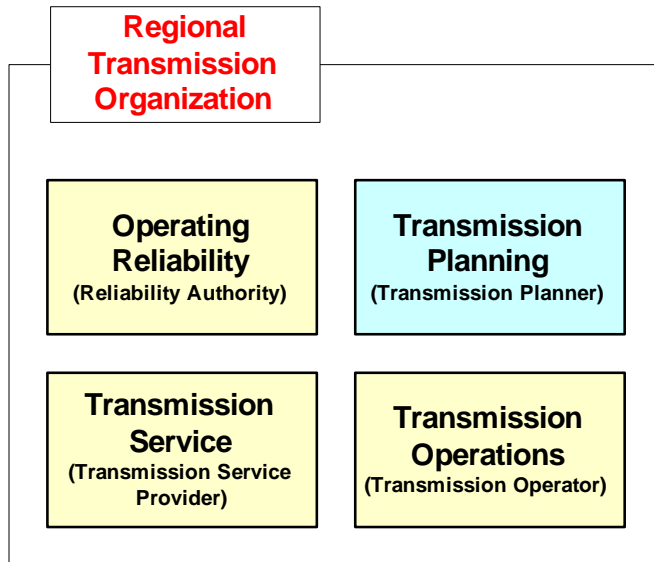 Regional
Transmission
Organization
Operating
Reliability
(Reliability Authority)
Transmission
Planning
(Transmission Planner)
Transmission
Service
(Transmission Service
Provider)
Transmission
Operations
(Transmission Operator)